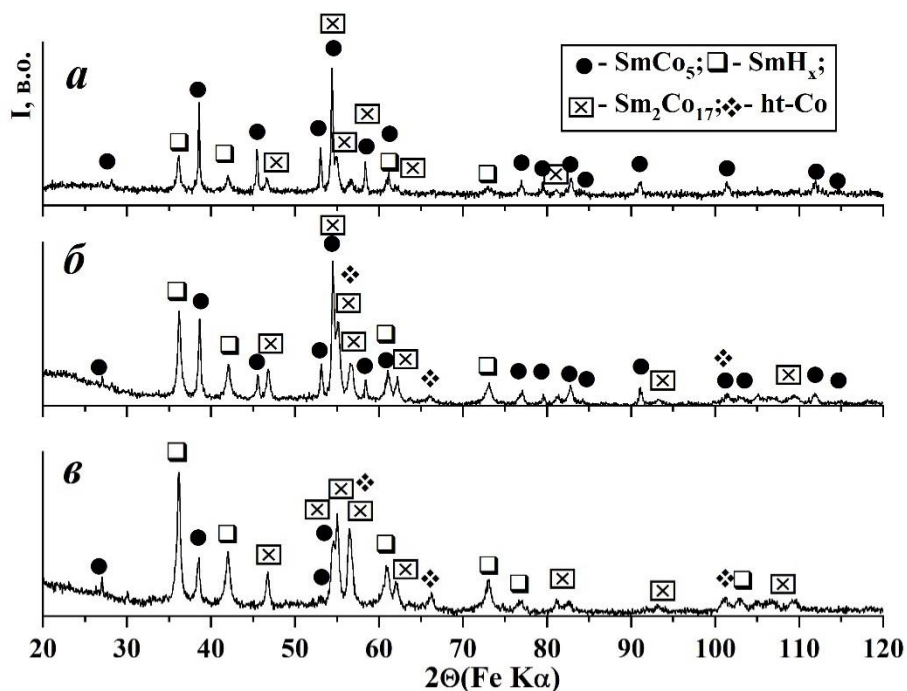 а
I, в.о.
● - SmCo₅; ❑ - SmHₓ;
☒ - Sm₂Co₁₇; ❖ - ht-Co
б
в
20 30 40 50 60 70 80 90 100 110 120
2Θ(Fe Kα)